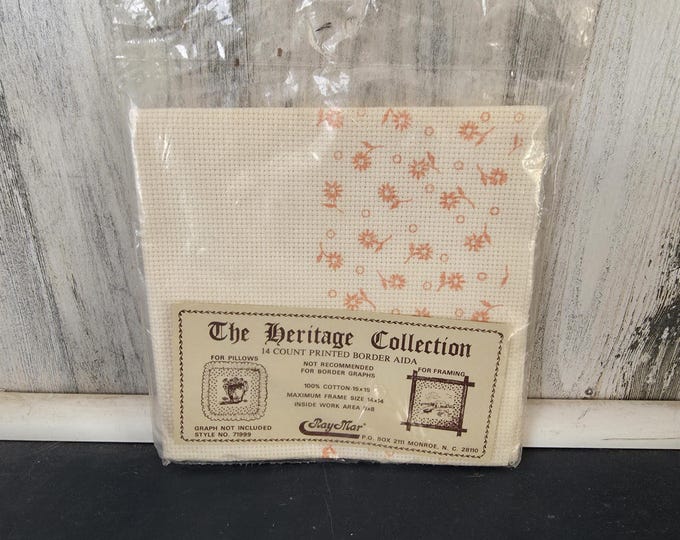 The Heritage Collection
14 COUNT PRINTED BORDER AIDA
FOR PILLOWS
NOT RECOMMENDED
FOR BORDER GRAPHS
FOR FRAMING
100% COTTON 15x15
MAXIMUM FRAME SIZE 14x14
INSIDE WORK AREA 8x8
GRAPH NOT INCLUDED
STYLE NO. 71999
RayMar
P.O. BOX 2111 MONROE, N. C. 28110